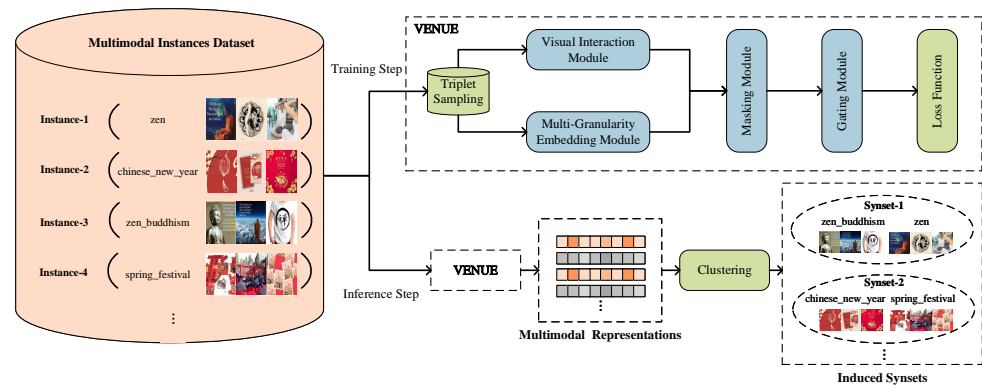 Multimodal Instances Dataset
Instance-1
zen
Instance-2
chinese_new_year
Instance-3
zen_buddhism
Instance-4
spring_festival
Training Step
Inference Step
VENUE
Triplet
Sampling
Visual Interaction
Module
Multi-Granularity
Embedding Module
Masking Module
Gating Module
Loss Function
VENUE
Multimodal Representations
Clustering
Synset-1
zen_buddhism zen
Synset-2
chinese_new_year spring_festival
Induced Synsets